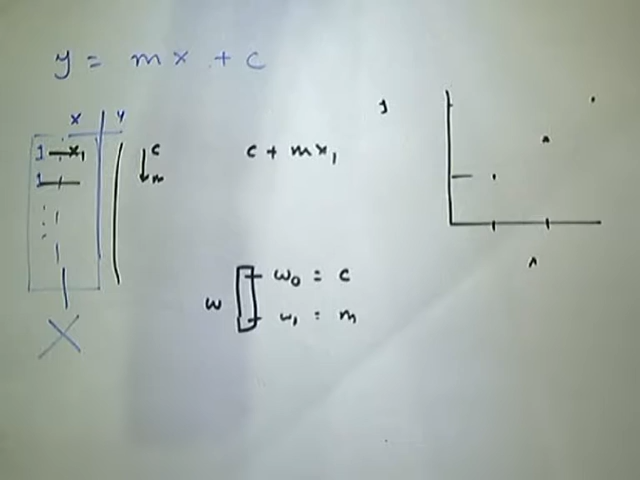 y = mx + c
x y
1 x₁ c
c + mx₁
1 m
w w₀ = c
w₁ = m
X